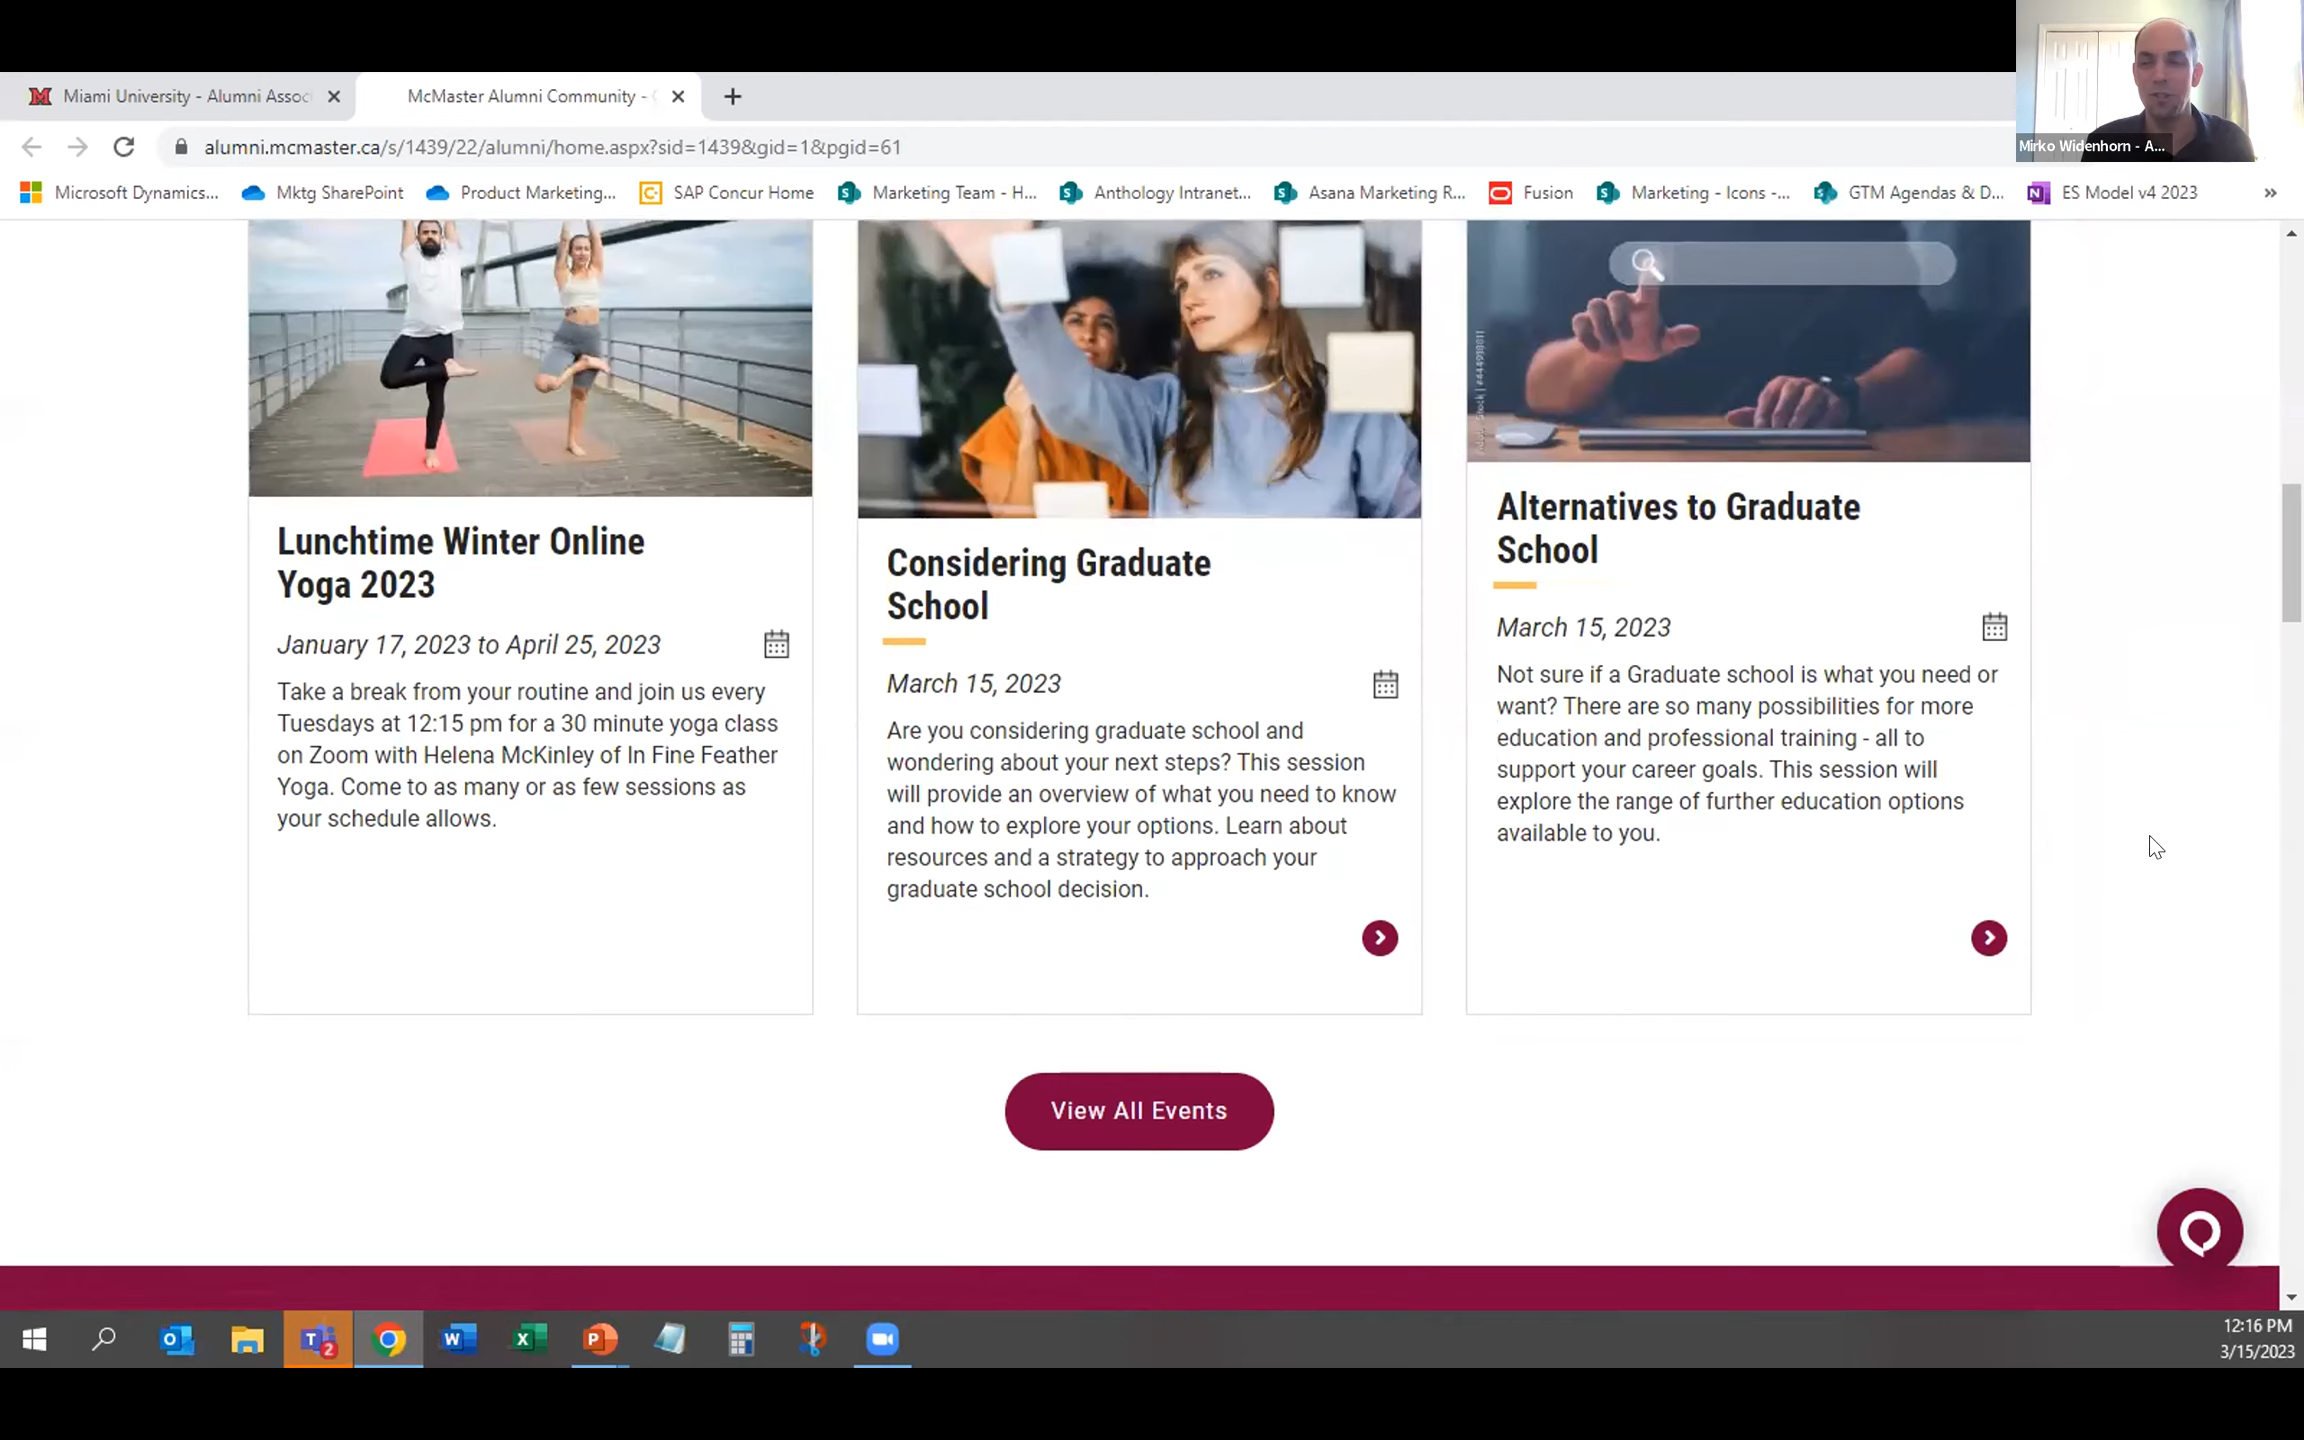 Mirko Widenhorn - A...
Miami University - Alumni Assoc
McMaster Alumni Community -
alumni.mcmaster.ca/s/1439/22/alumni/home.aspx?sid=1439&gid=1&pgid=61
Microsoft Dynamics...
Mktg SharePoint
Product Marketing...
SAP Concur Home
Marketing Team - H...
Anthology Intranet...
Asana Marketing R...
Fusion
Marketing - Icons -...
GTM Agendas & D...
ES Model v4 2023
Lunchtime Winter Online
Yoga 2023
January 17, 2023 to April 25, 2023
Take a break from your routine and join us every
Tuesdays at 12:15 pm for a 30 minute yoga class
on Zoom with Helena McKinley of In Fine Feather
Yoga. Come to as many or as few sessions as
your schedule allows.
Considering Graduate
School
March 15, 2023
Are you considering graduate school and
wondering about your next steps? This session
will provide an overview of what you need to know
and how to explore your options. Learn about
resources and a strategy to approach your
graduate school decision.
Alternatives to Graduate
School
March 15, 2023
Not sure if a Graduate school is what you need or
want? There are so many possibilities for more
education and professional training - all to
support your career goals. This session will
explore the range of further education options
available to you.
View All Events
12:16 PM
3/15/2023